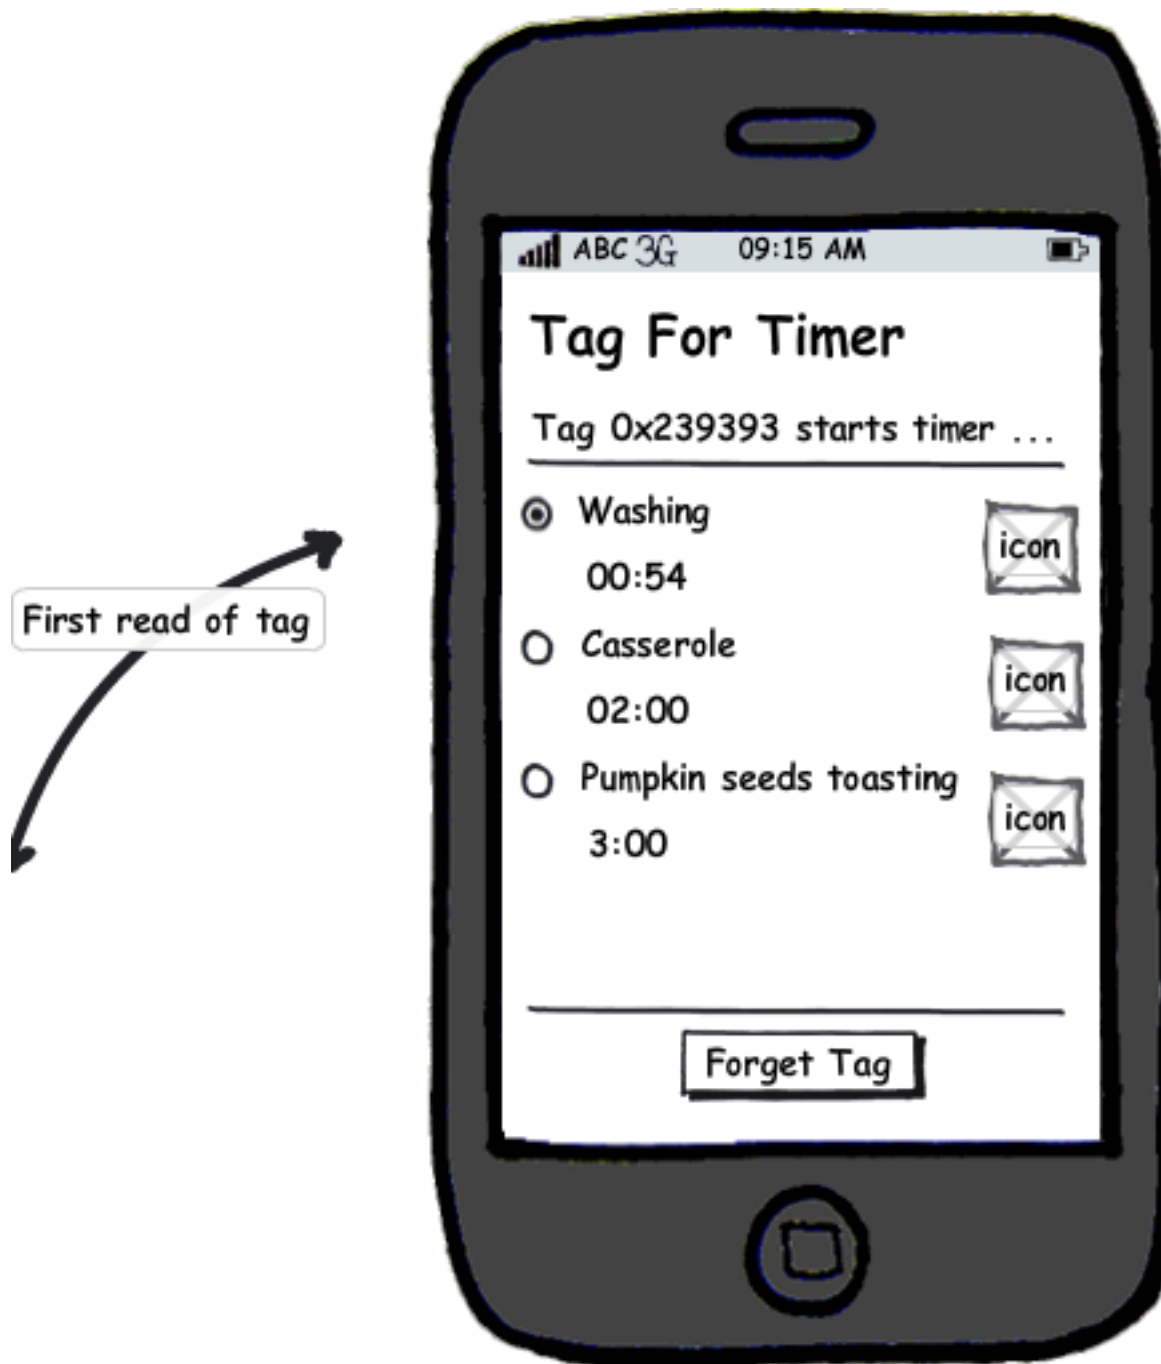 ABC 3G 09:15 AM
Tag For Timer
Tag 0x239393 starts timer ...
Washing
icon
00:54
First read of tag
Casserole
icon
02:00
Pumpkin seeds toasting
icon
3:00
Forget Tag